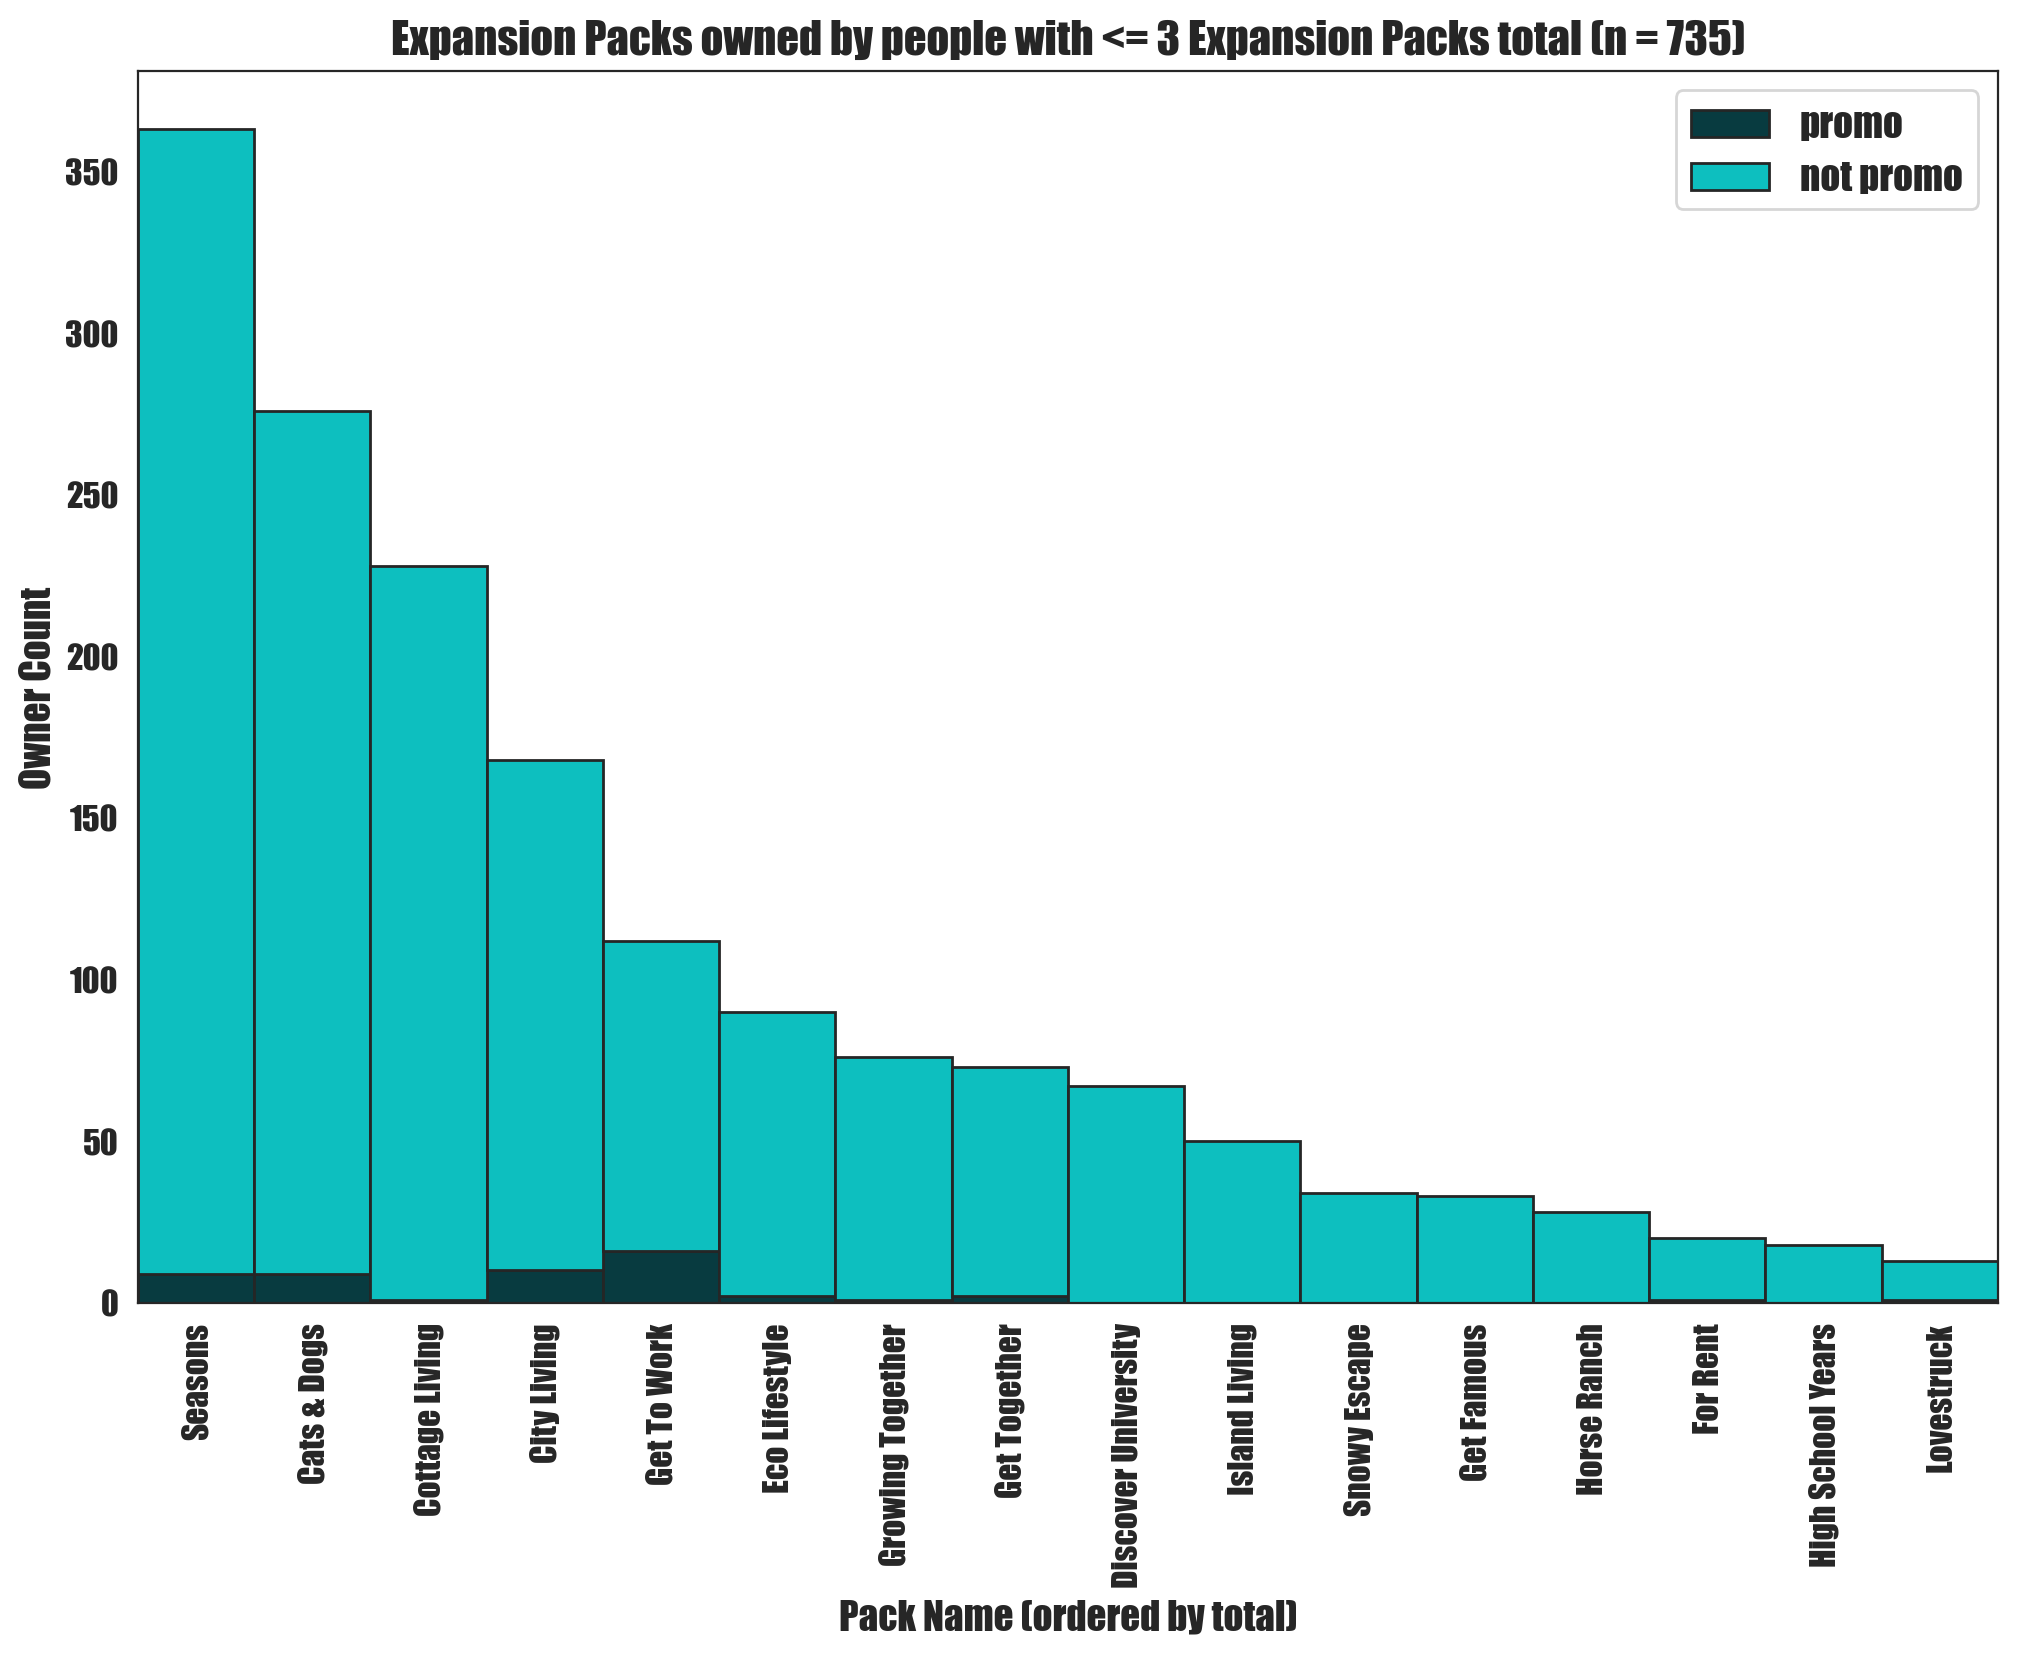 Expansion Packs owned by people with <= 3 Expansion Packs total (n = 735)
promo
not promo
Owner Count
350
300
250
200
150
100
50
0
Seasons
Cats & Dogs
Cottage Living
City Living
Get To Work
Eco Lifestyle
Growing Together
Get Together
Discover University
Island Living
Snowy Escape
Get Famous
Horse Ranch
For Rent
High School Years
Lovestruck
Pack Name (ordered by total)